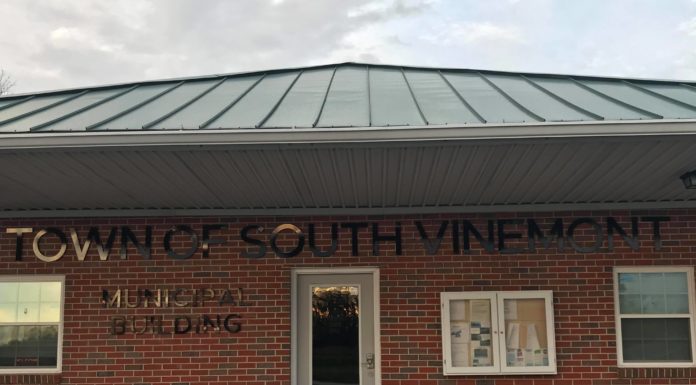 TOWN OF SOUTH VINEMONT
MUNICIPAL
BUILDING